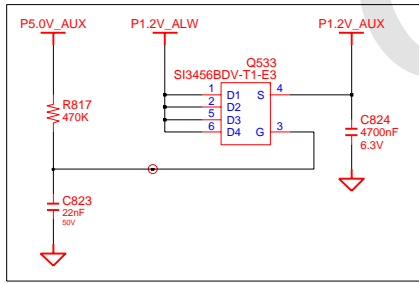 P5.0V_AUX
P1.2V_ALW
P1.2V_AUX
Q533
SI3456BDV-T1-E3
1 D1 S 4
2 D2
5 D3
6 D4 G 3
R817
470K
C824
4700nF
6.3V
C823
22nF
50V